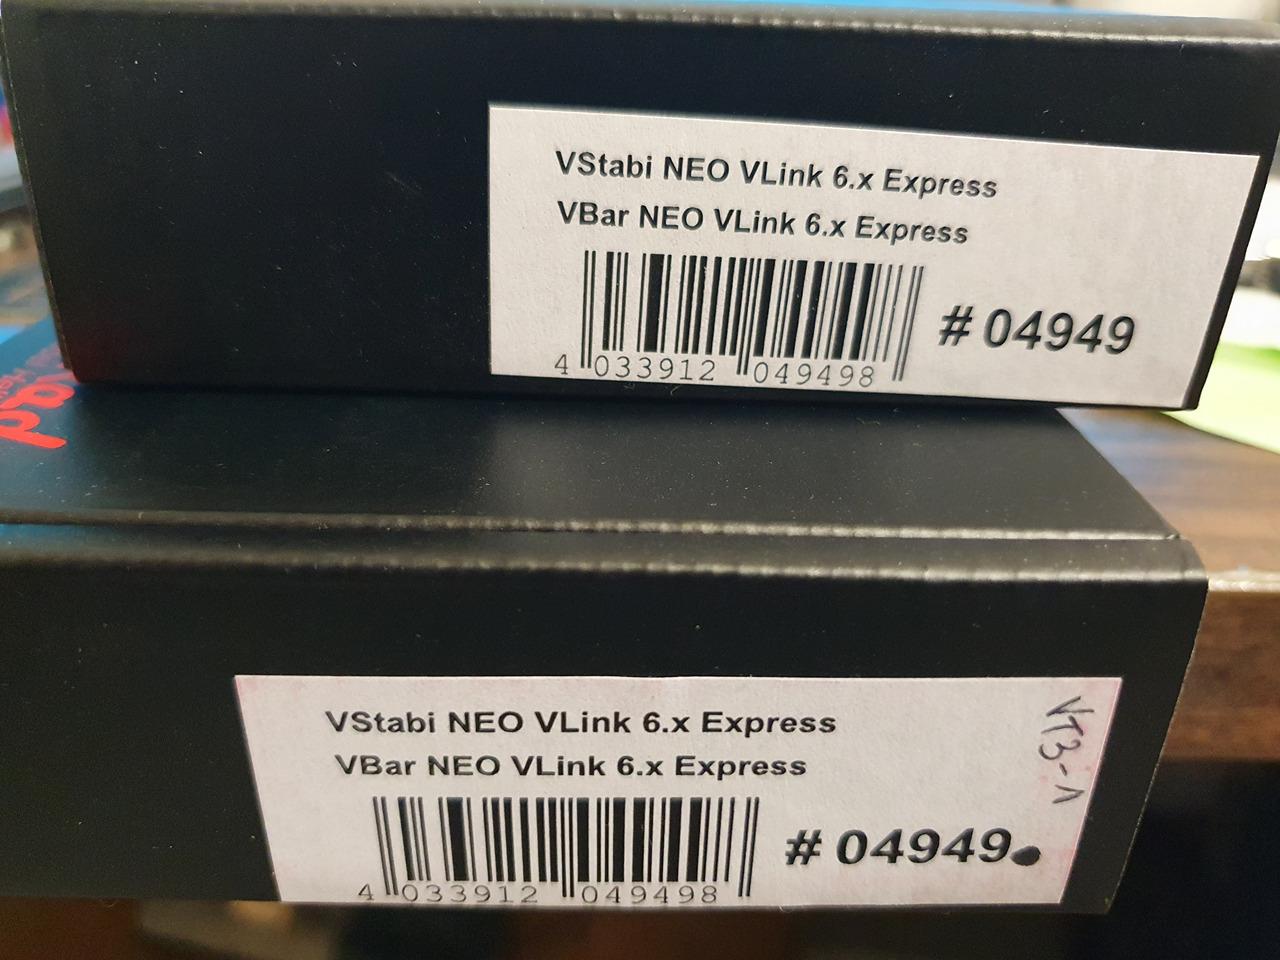 VStabi NEO VLink 6.x Express
VBar NEO VLink 6.x Express
# 04949
4 033912 049498
ad
VStabi NEO VLink 6.x Express
VBar NEO VLink 6.x Express
# 04949
4 033912 049498